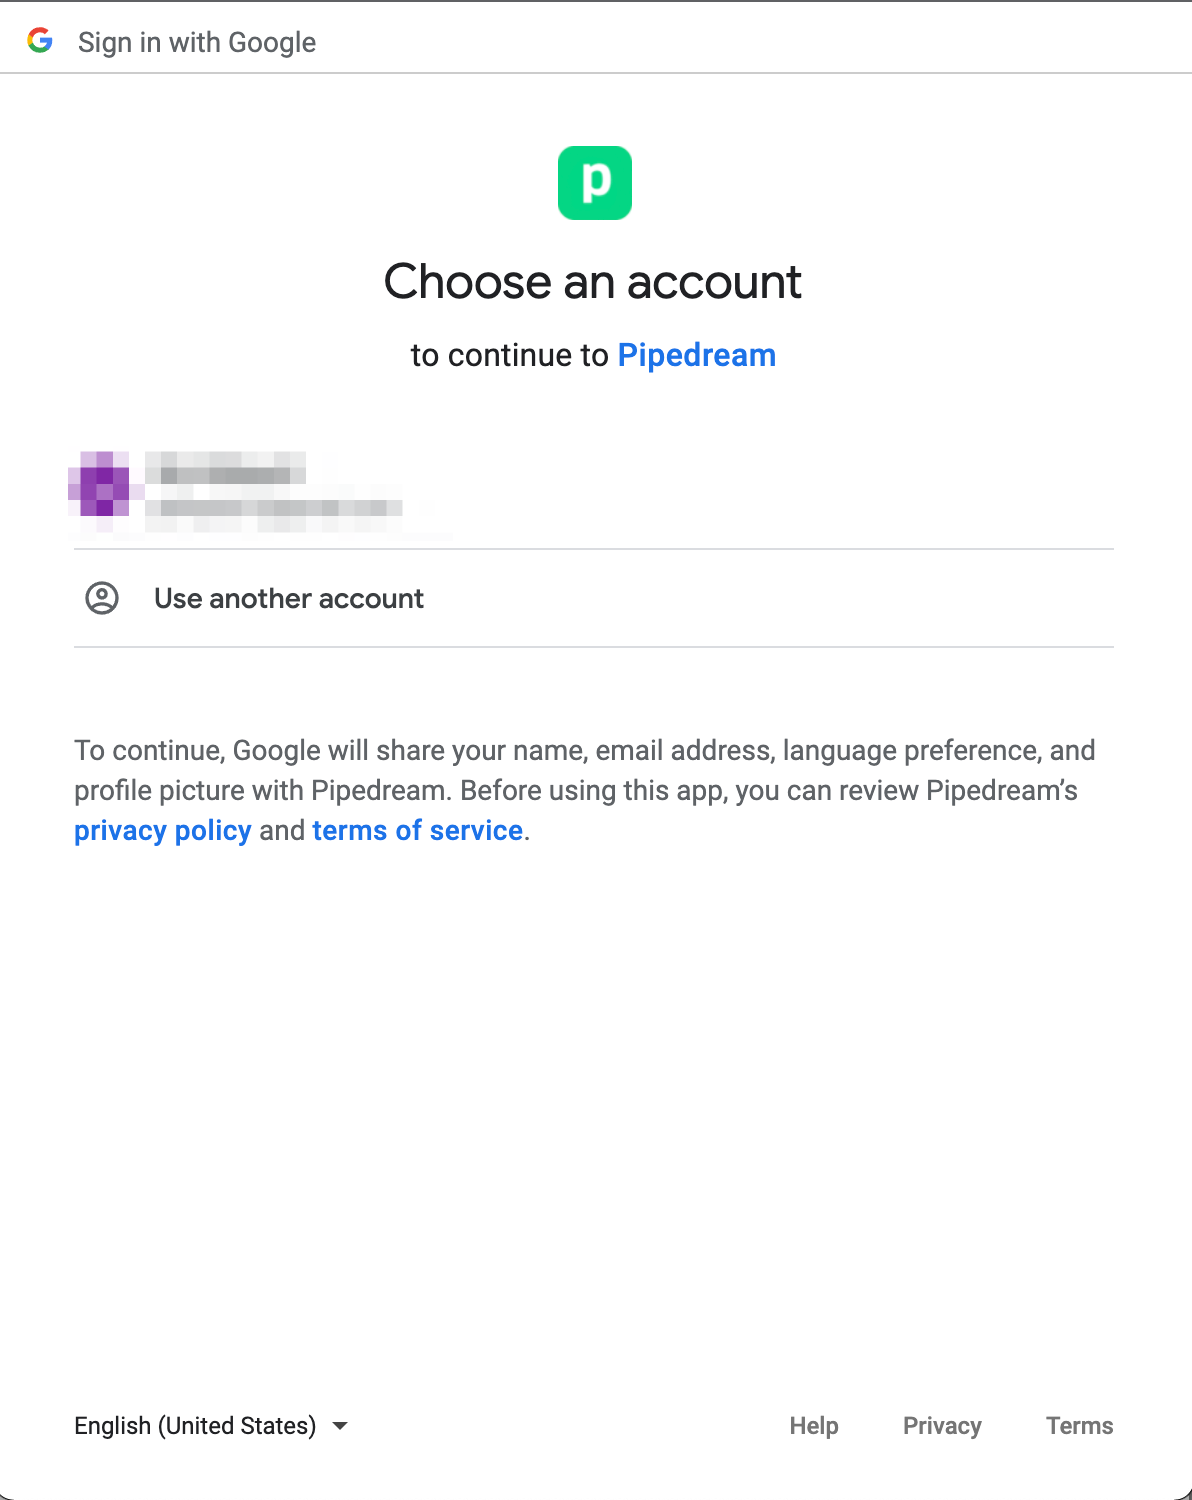 Sign in with Google
p
Choose an account
to continue to Pipedream
Use another account
To continue, Google will share your name, email address, language preference, and
profile picture with Pipedream. Before using this app, you can review Pipedream’s
privacy policy and terms of service.
English (United States)
Help Privacy Terms